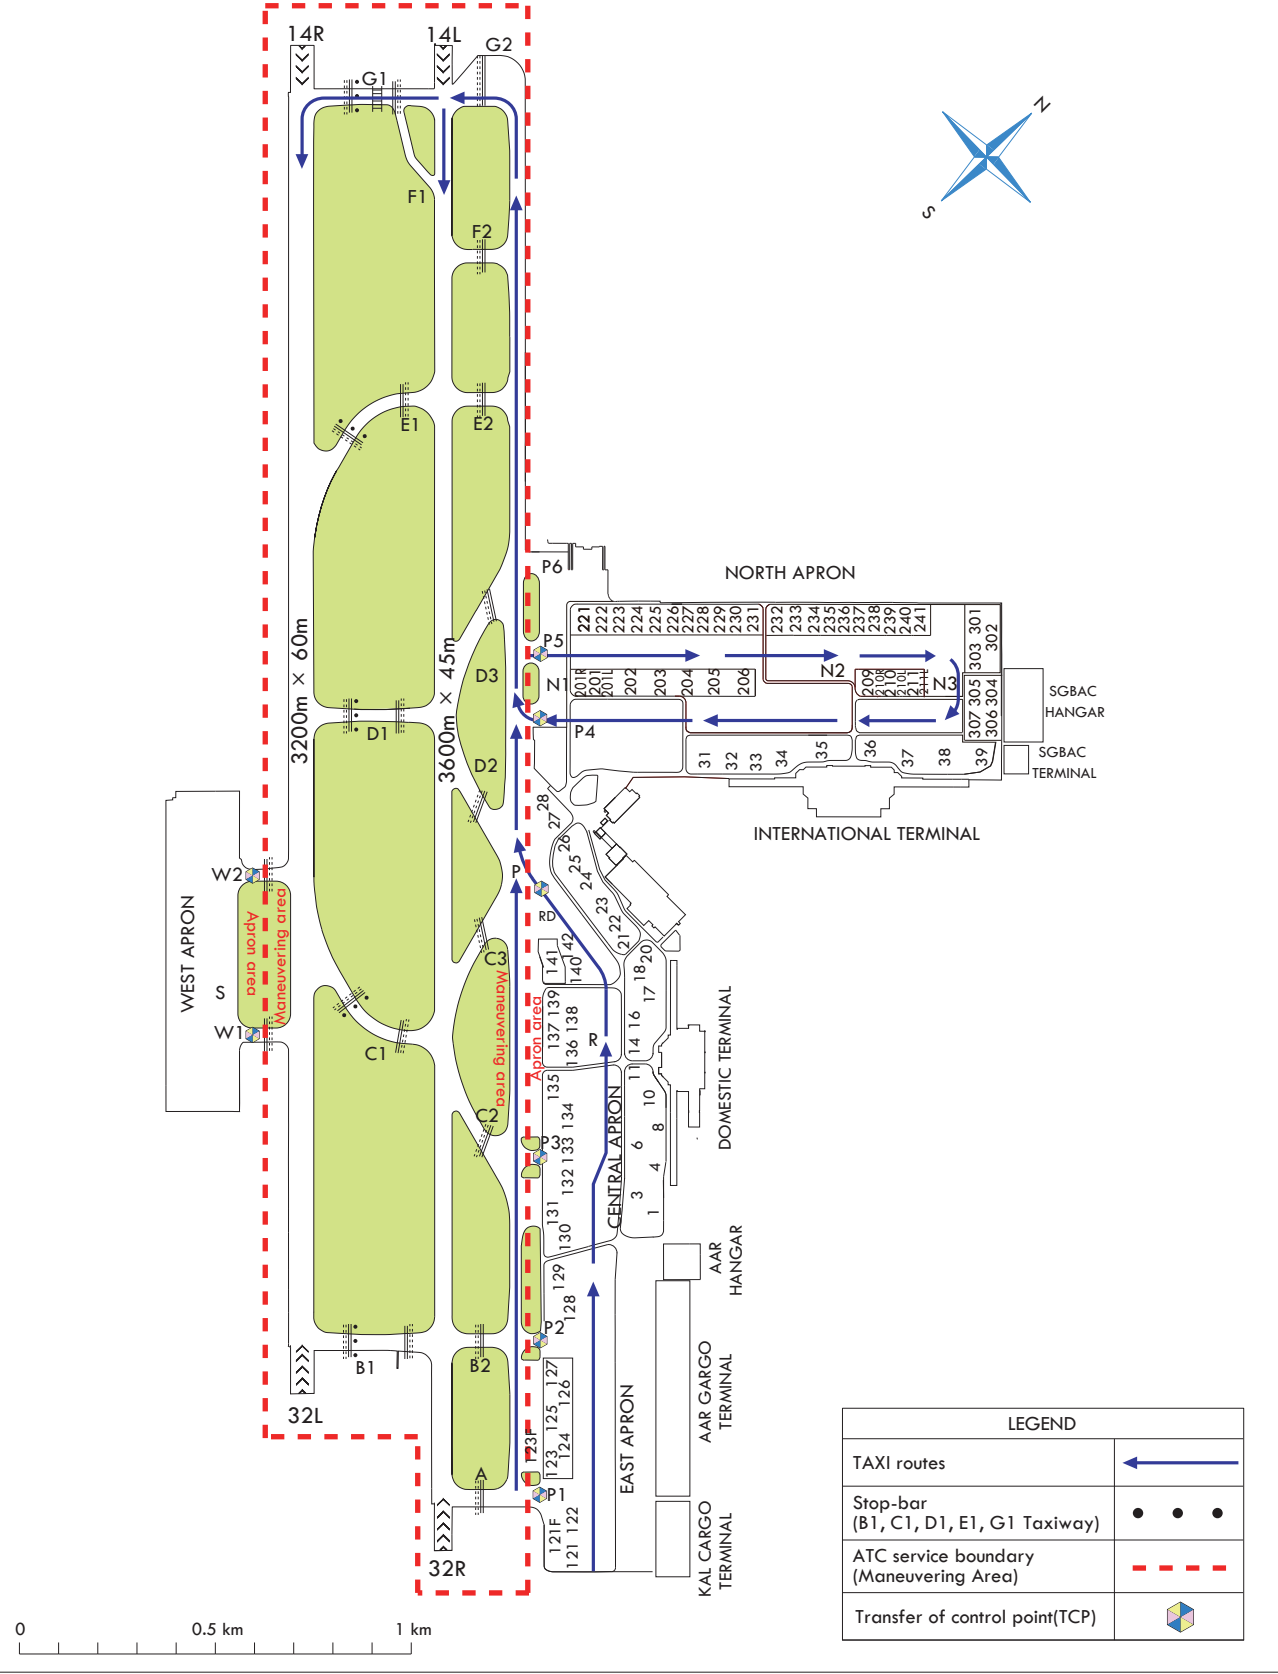 14R
14L
G2
G1
N
S
F1
F2
E1
E2
P6
NORTH APRON
221
222
223
224
225
226
227
228
229
230
231
232
233
234
235
236
237
238
239
240
241
301
302
303
P5
N1
201R
201
201L
202
203
204
205
206
N2
209
210R
210
210L
211
211L
N3
305
304
307
306
SGBAC
HANGAR
3200m × 60m
3600m × 45m
D3
D1
D2
P4
31
32
33
34
35
36
37
38
39
SGBAC
TERMINAL
INTERNATIONAL TERMINAL
28
27
26
25
24
23
22
21
P
RD
W2
WEST APRON
Apron area
Maneuvering area
S
W1
C3
C1
C2
Maneuvering area
Apron area
142
141
140
139
137
138
136
R
20
18
17
16
14
11
10
8
6
4
3
1
135
134
133
132
131
130
P3
CENTRAL APRON
DOMESTIC TERMINAL
AAR
HANGAR
129
128
P2
B1
B2
127
126
125
124
123
123F
32L
A
P1
EAST APRON
AAR GARGO
TERMINAL
121F
121
122
KAL CARGO
TERMINAL
32R
LEGEND
TAXI routes
Stop-bar
(B1, C1, D1, E1, G1 Taxiway)
ATC service boundary
(Maneuvering Area)
Transfer of control point(TCP)
0
0.5 km
1 km